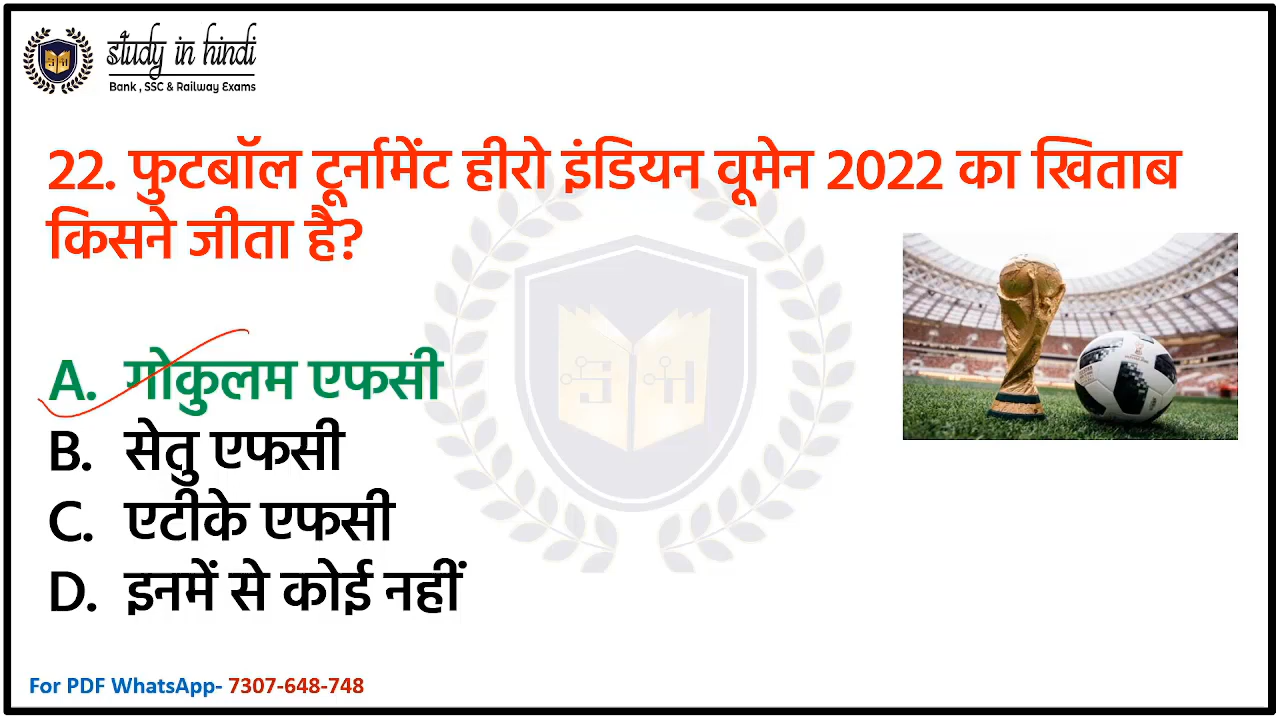 study in hindi
Bank , SSC & Railway Exams
22. फुटबॉल टूर्नामेंट हीरो इंडियन वूमेन 2022 का खिताब
किसने जीता है?
A. गोकुलम एफसी
B. सेतु एफसी
C. एटीके एफसी
D. इनमें से कोई नहीं
For PDF WhatsApp- 7307-648-748